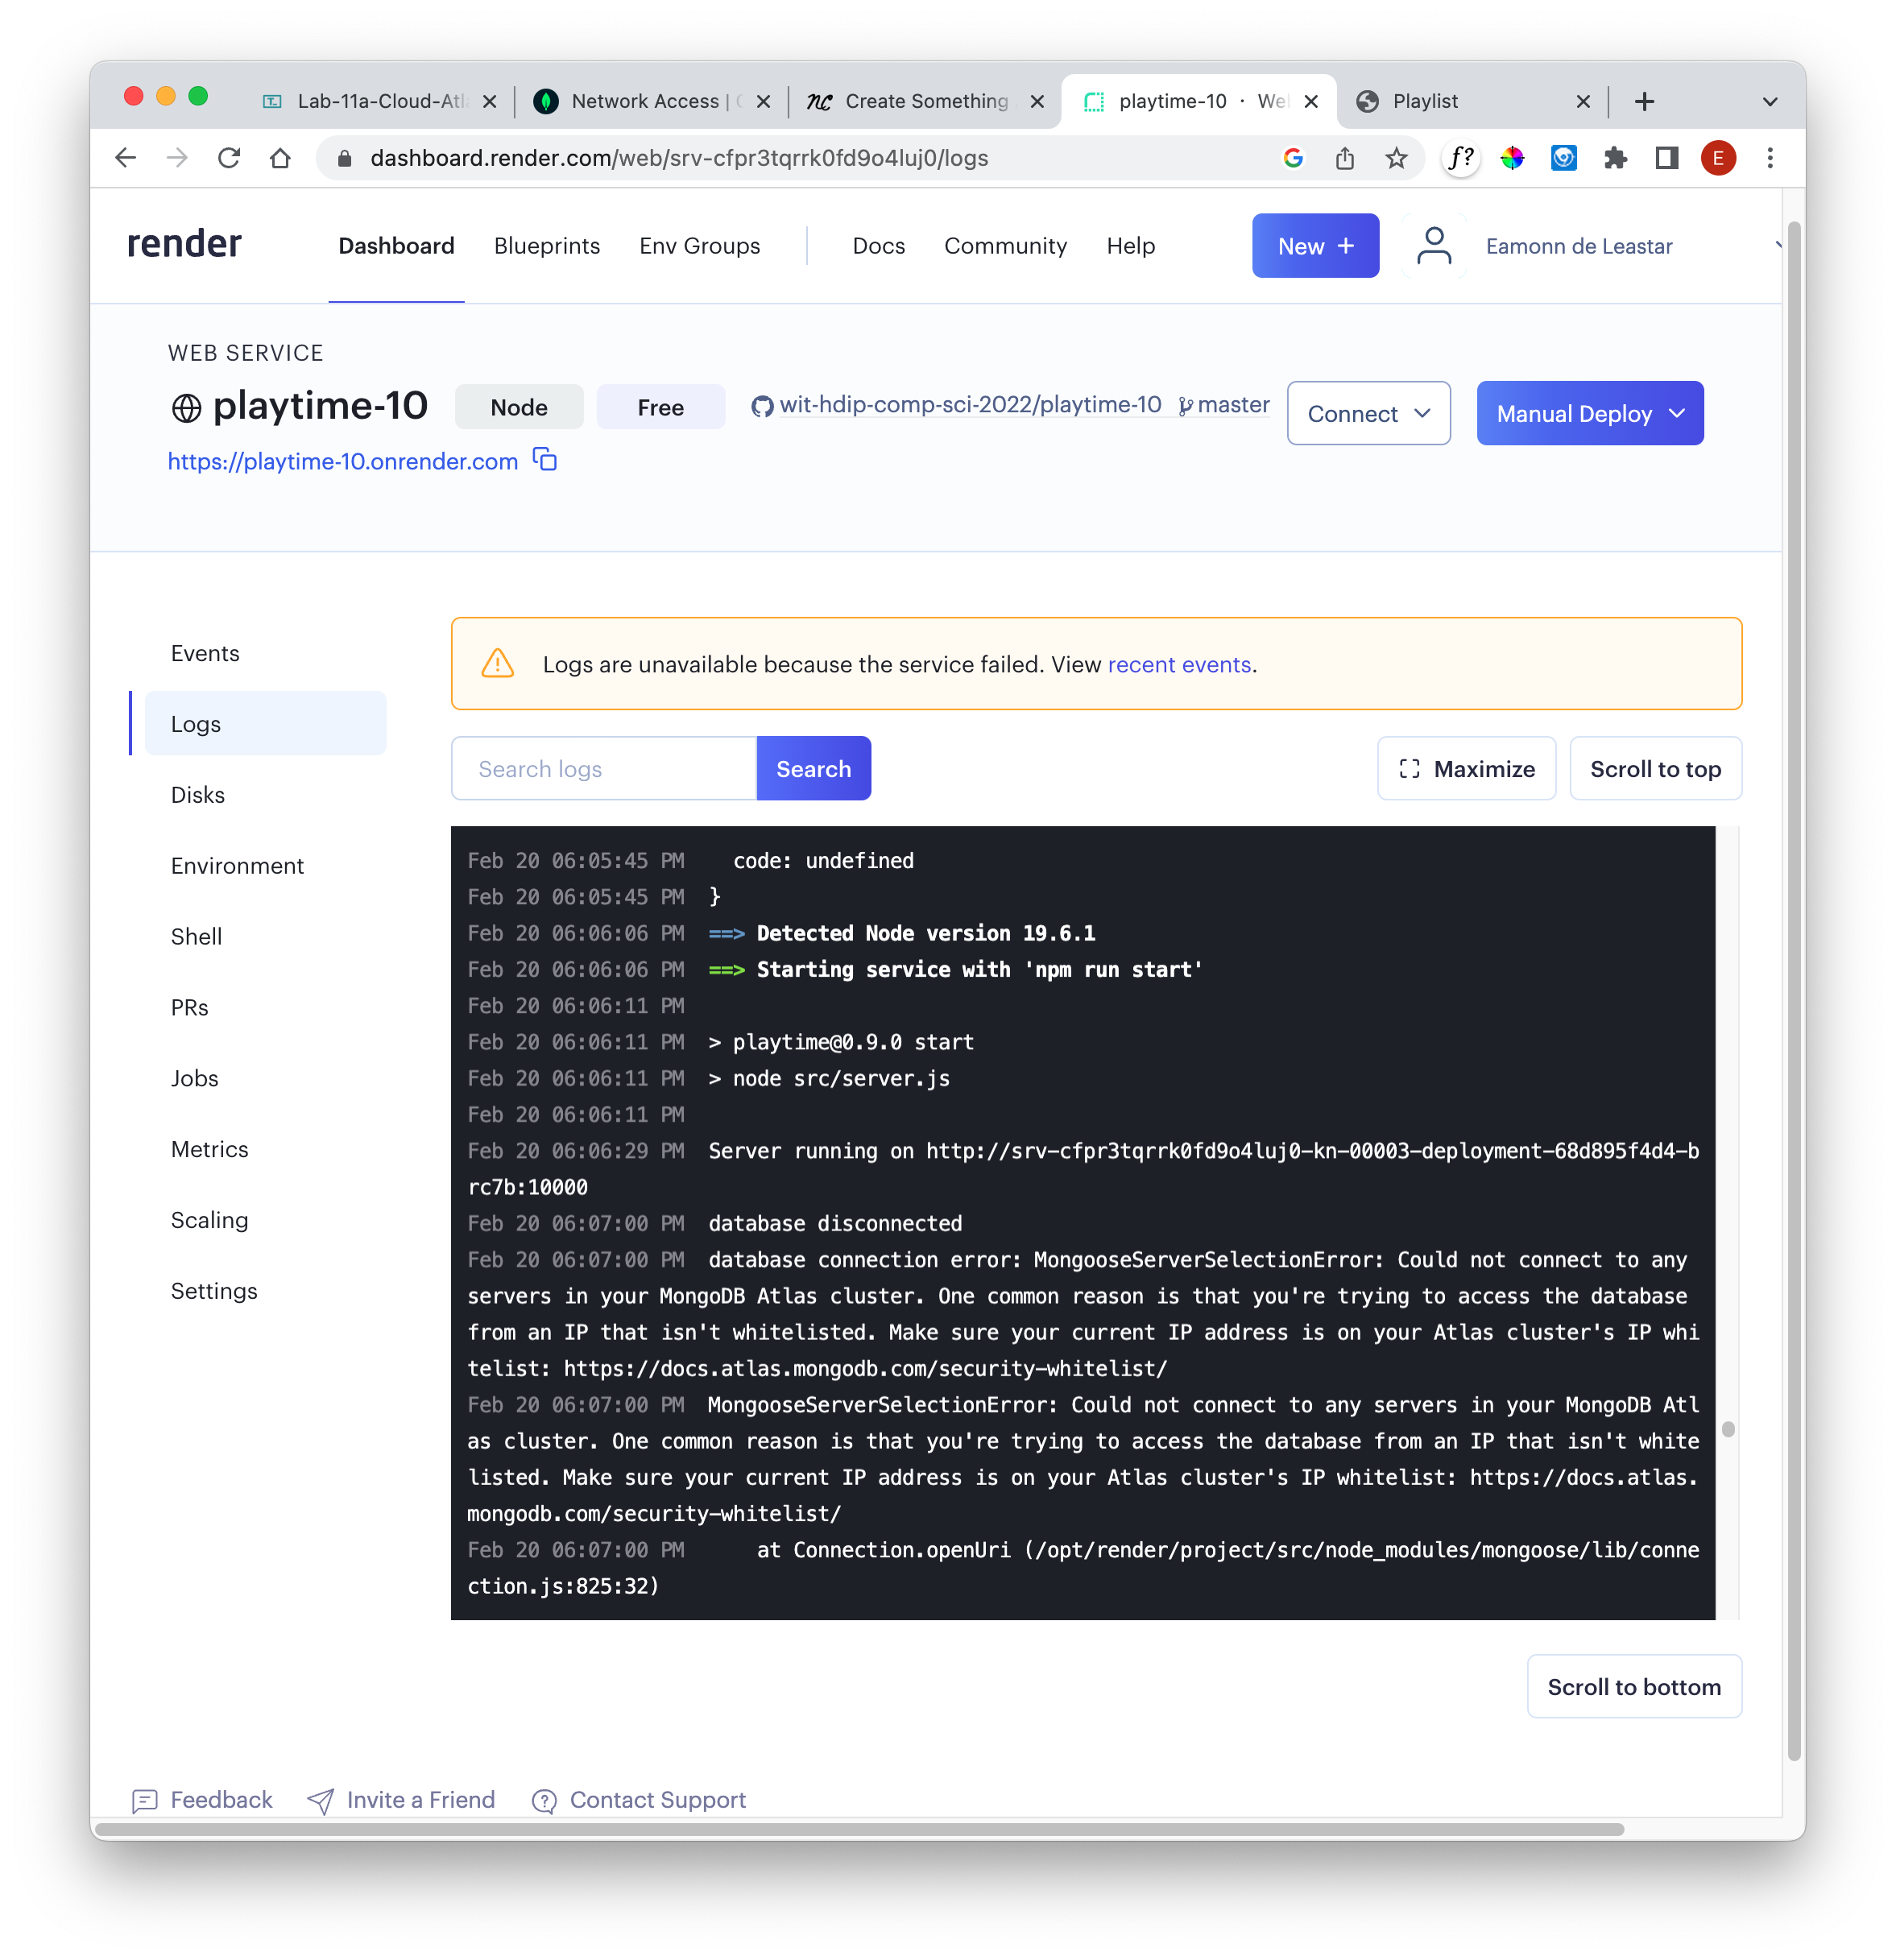 Lab-11a-Cloud-Atl
Network Access |
Create Something
playtime-10 · We
Playlist
dashboard.render.com/web/srv-cfpr3tqrrk0fd9o4luj0/logs
f?
E
render
Dashboard
Blueprints
Env Groups
Docs
Community
Help
New +
Eamonn de Leastar
WEB SERVICE
playtime-10
Node
Free
wit-hdip-comp-sci-2022/playtime-10
master
Connect
Manual Deploy
https://playtime-10.onrender.com
Events
Logs
Disks
Environment
Shell
PRs
Jobs
Metrics
Scaling
Settings
Logs are unavailable because the service failed. View recent events.
Search logs
Search
Maximize
Scroll to top
Feb 20 06:05:45 PM    code: undefined
Feb 20 06:05:45 PM  }
Feb 20 06:06:06 PM  ==> Detected Node version 19.6.1
Feb 20 06:06:06 PM  ==> Starting service with 'npm run start'
Feb 20 06:06:11 PM
Feb 20 06:06:11 PM  > playtime@0.9.0 start
Feb 20 06:06:11 PM  > node src/server.js
Feb 20 06:06:11 PM
Feb 20 06:06:29 PM  Server running on http://srv-cfpr3tqrrk0fd9o4luj0-kn-00003-deployment-68d895f4d4-b
rc7b:10000
Feb 20 06:07:00 PM  database disconnected
Feb 20 06:07:00 PM  database connection error: MongooseServerSelectionError: Could not connect to any
servers in your MongoDB Atlas cluster. One common reason is that you're trying to access the database
from an IP that isn't whitelisted. Make sure your current IP address is on your Atlas cluster's IP whi
telist: https://docs.atlas.mongodb.com/security-whitelist/
Feb 20 06:07:00 PM  MongooseServerSelectionError: Could not connect to any servers in your MongoDB Atl
as cluster. One common reason is that you're trying to access the database from an IP that isn't white
listed. Make sure your current IP address is on your Atlas cluster's IP whitelist: https://docs.atlas.
mongodb.com/security-whitelist/
Feb 20 06:07:00 PM      at Connection.openUri (/opt/render/project/src/node_modules/mongoose/lib/conne
ction.js:825:32)
Scroll to bottom
Feedback
Invite a Friend
Contact Support